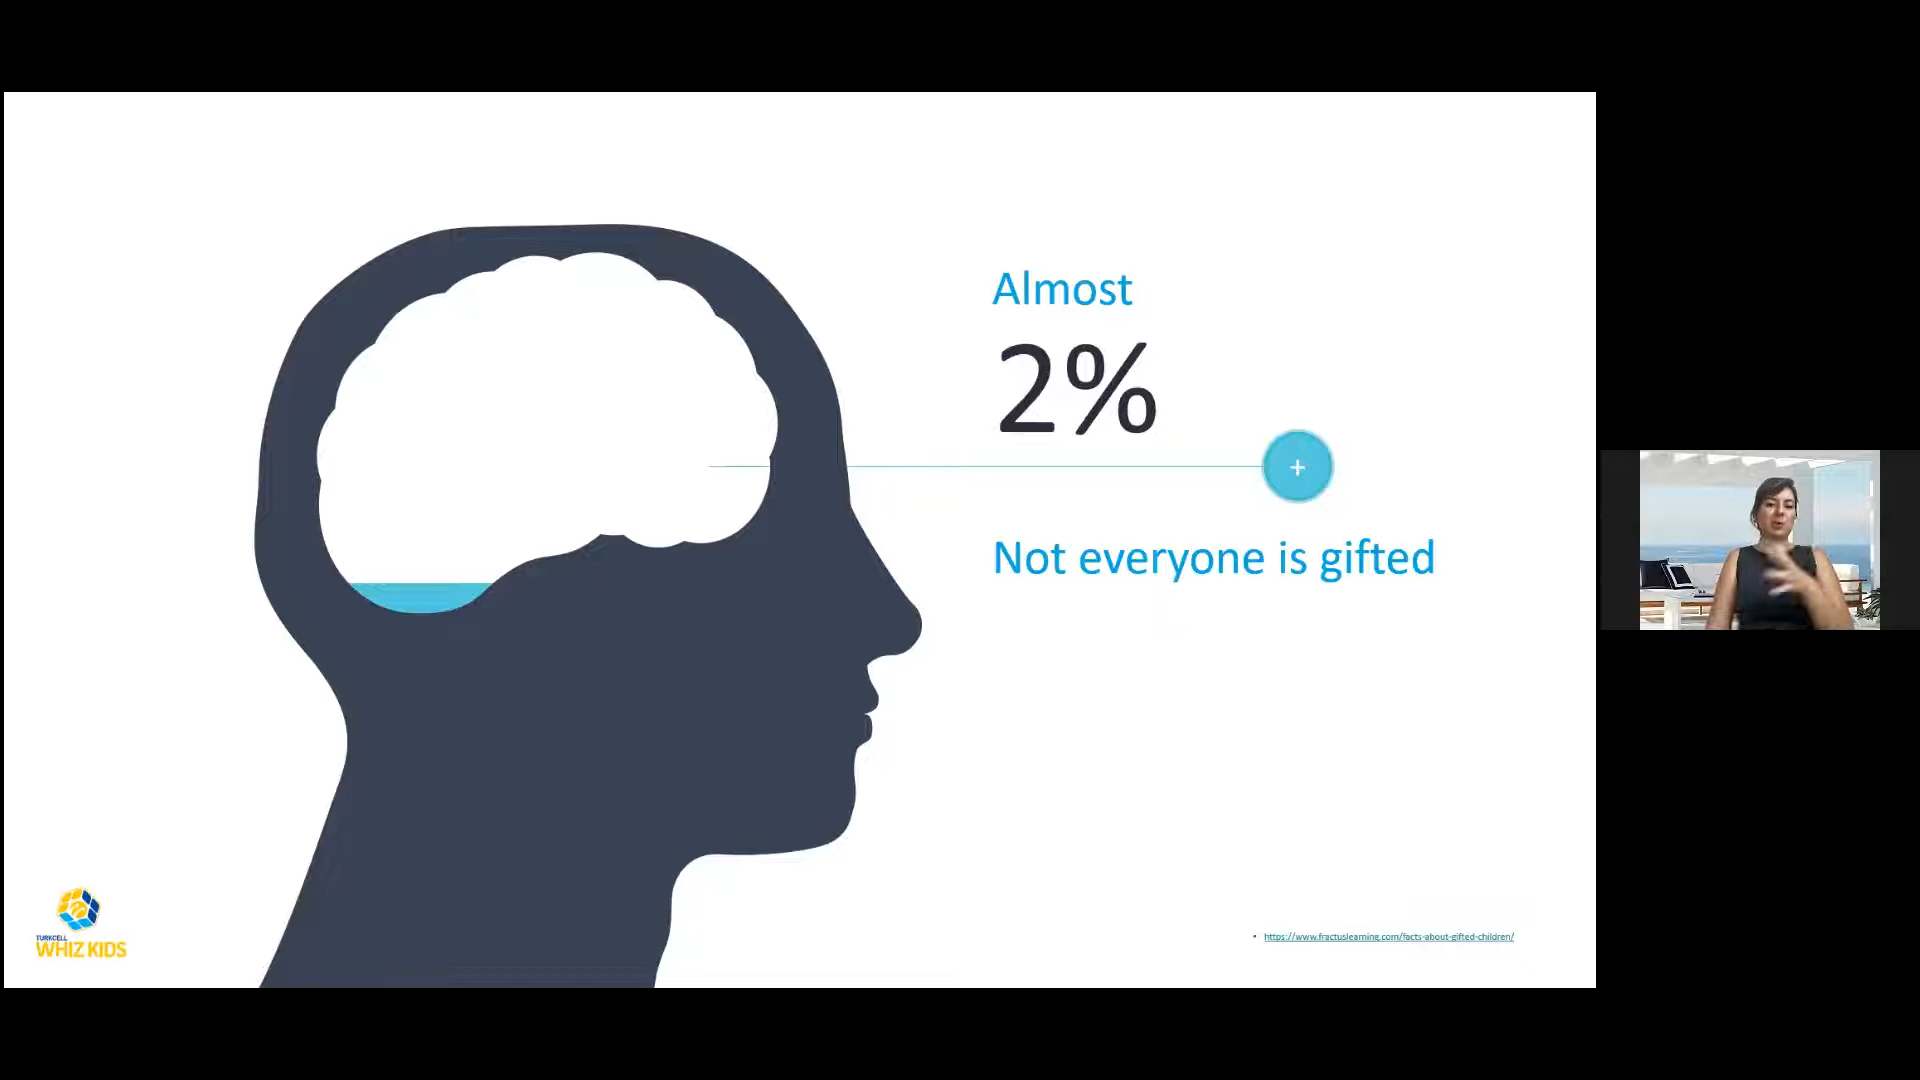 Almost
2%
+
Not everyone is gifted
TURKCELL
WHIZ KIDS
• https://www.fractuslearning.com/facts-about-gifted-children/